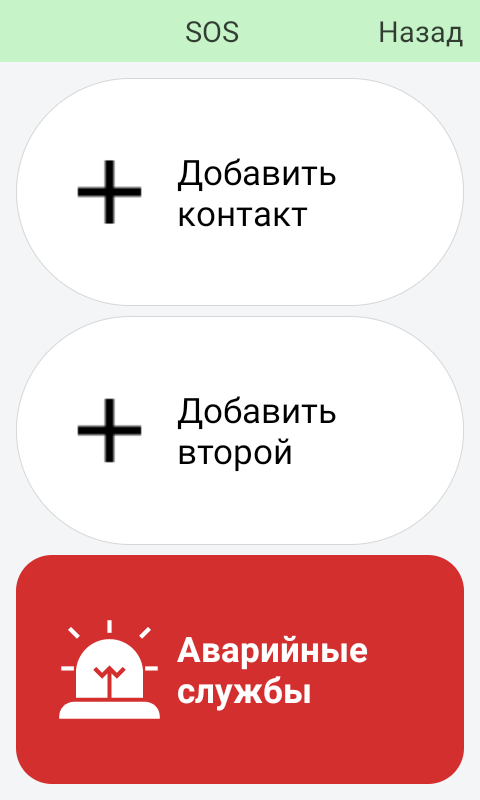 SOS Назад
Добавить
контакт
Добавить
второй
Аварийные
службы